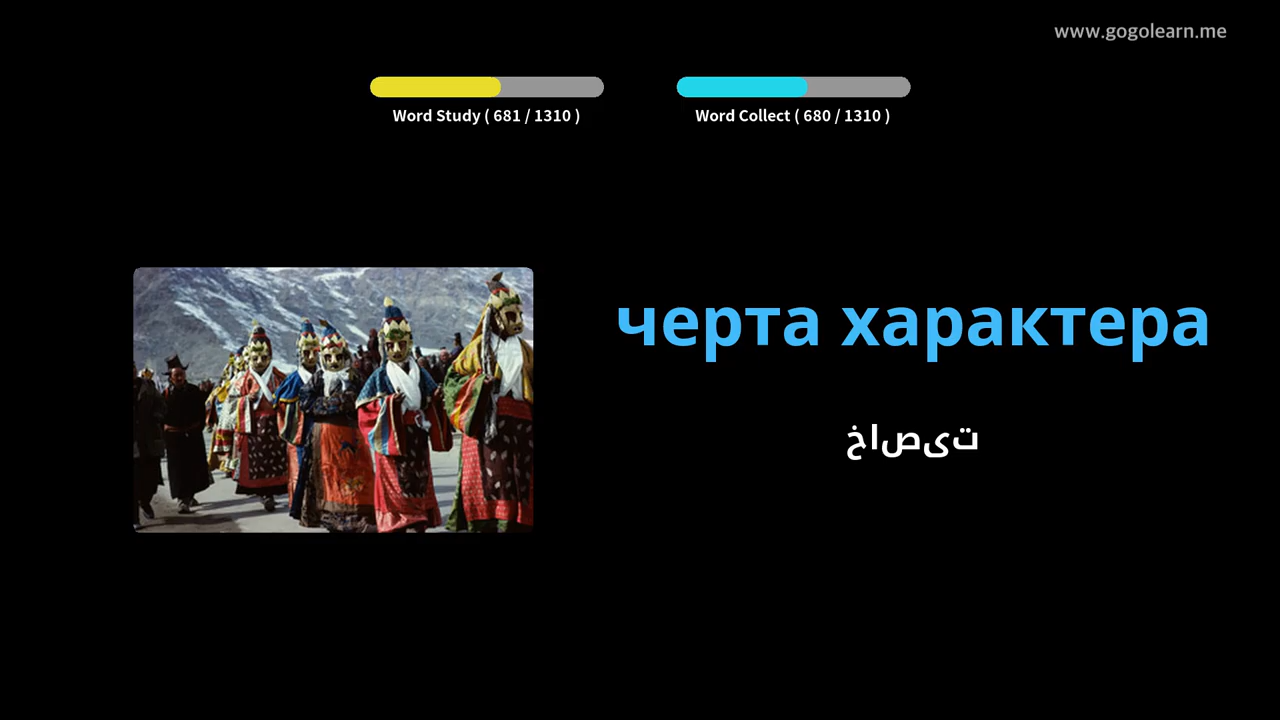 www.gogolearn.me
Word Study ( 681 / 1310 )
Word Collect ( 680 / 1310 )
черта характера
خاصیت